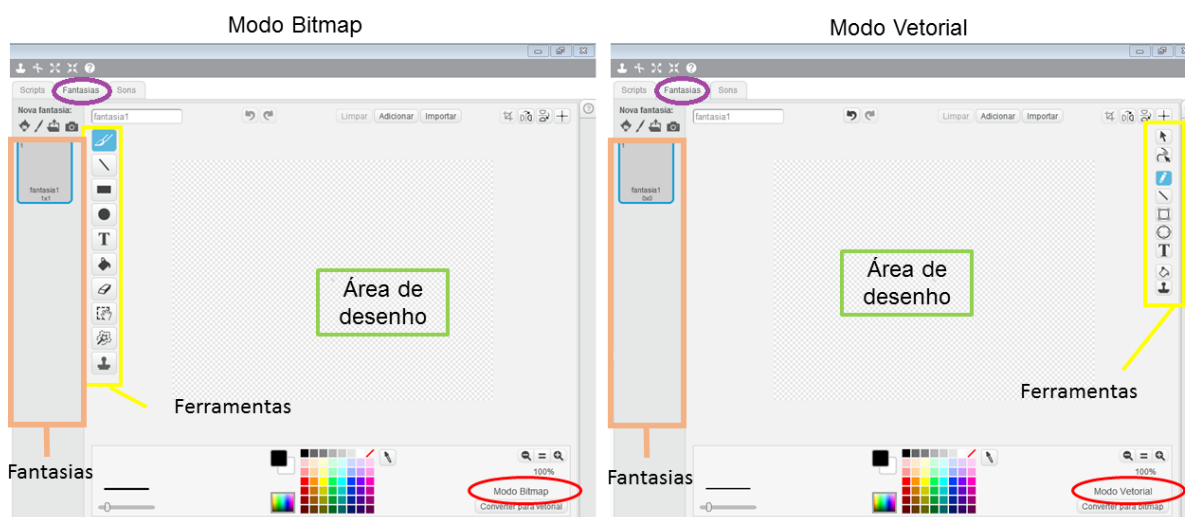 Modo Bitmap
Scripts Fantasias Sons
Nova fantasia:
fantasia1
Limpar Adicionar Importar
1
fantasia1
1x1
T
Área de
desenho
Ferramentas
Fantasias
100%
Modo Bitmap
Converter para vetorial
Modo Vetorial
Scripts Fantasias Sons
Nova fantasia:
fantasia1
Limpar Adicionar Importar
1
fantasia1
0x0
T
Área de
desenho
Ferramentas
Fantasias
100%
Modo Vetorial
Converter para bitmap